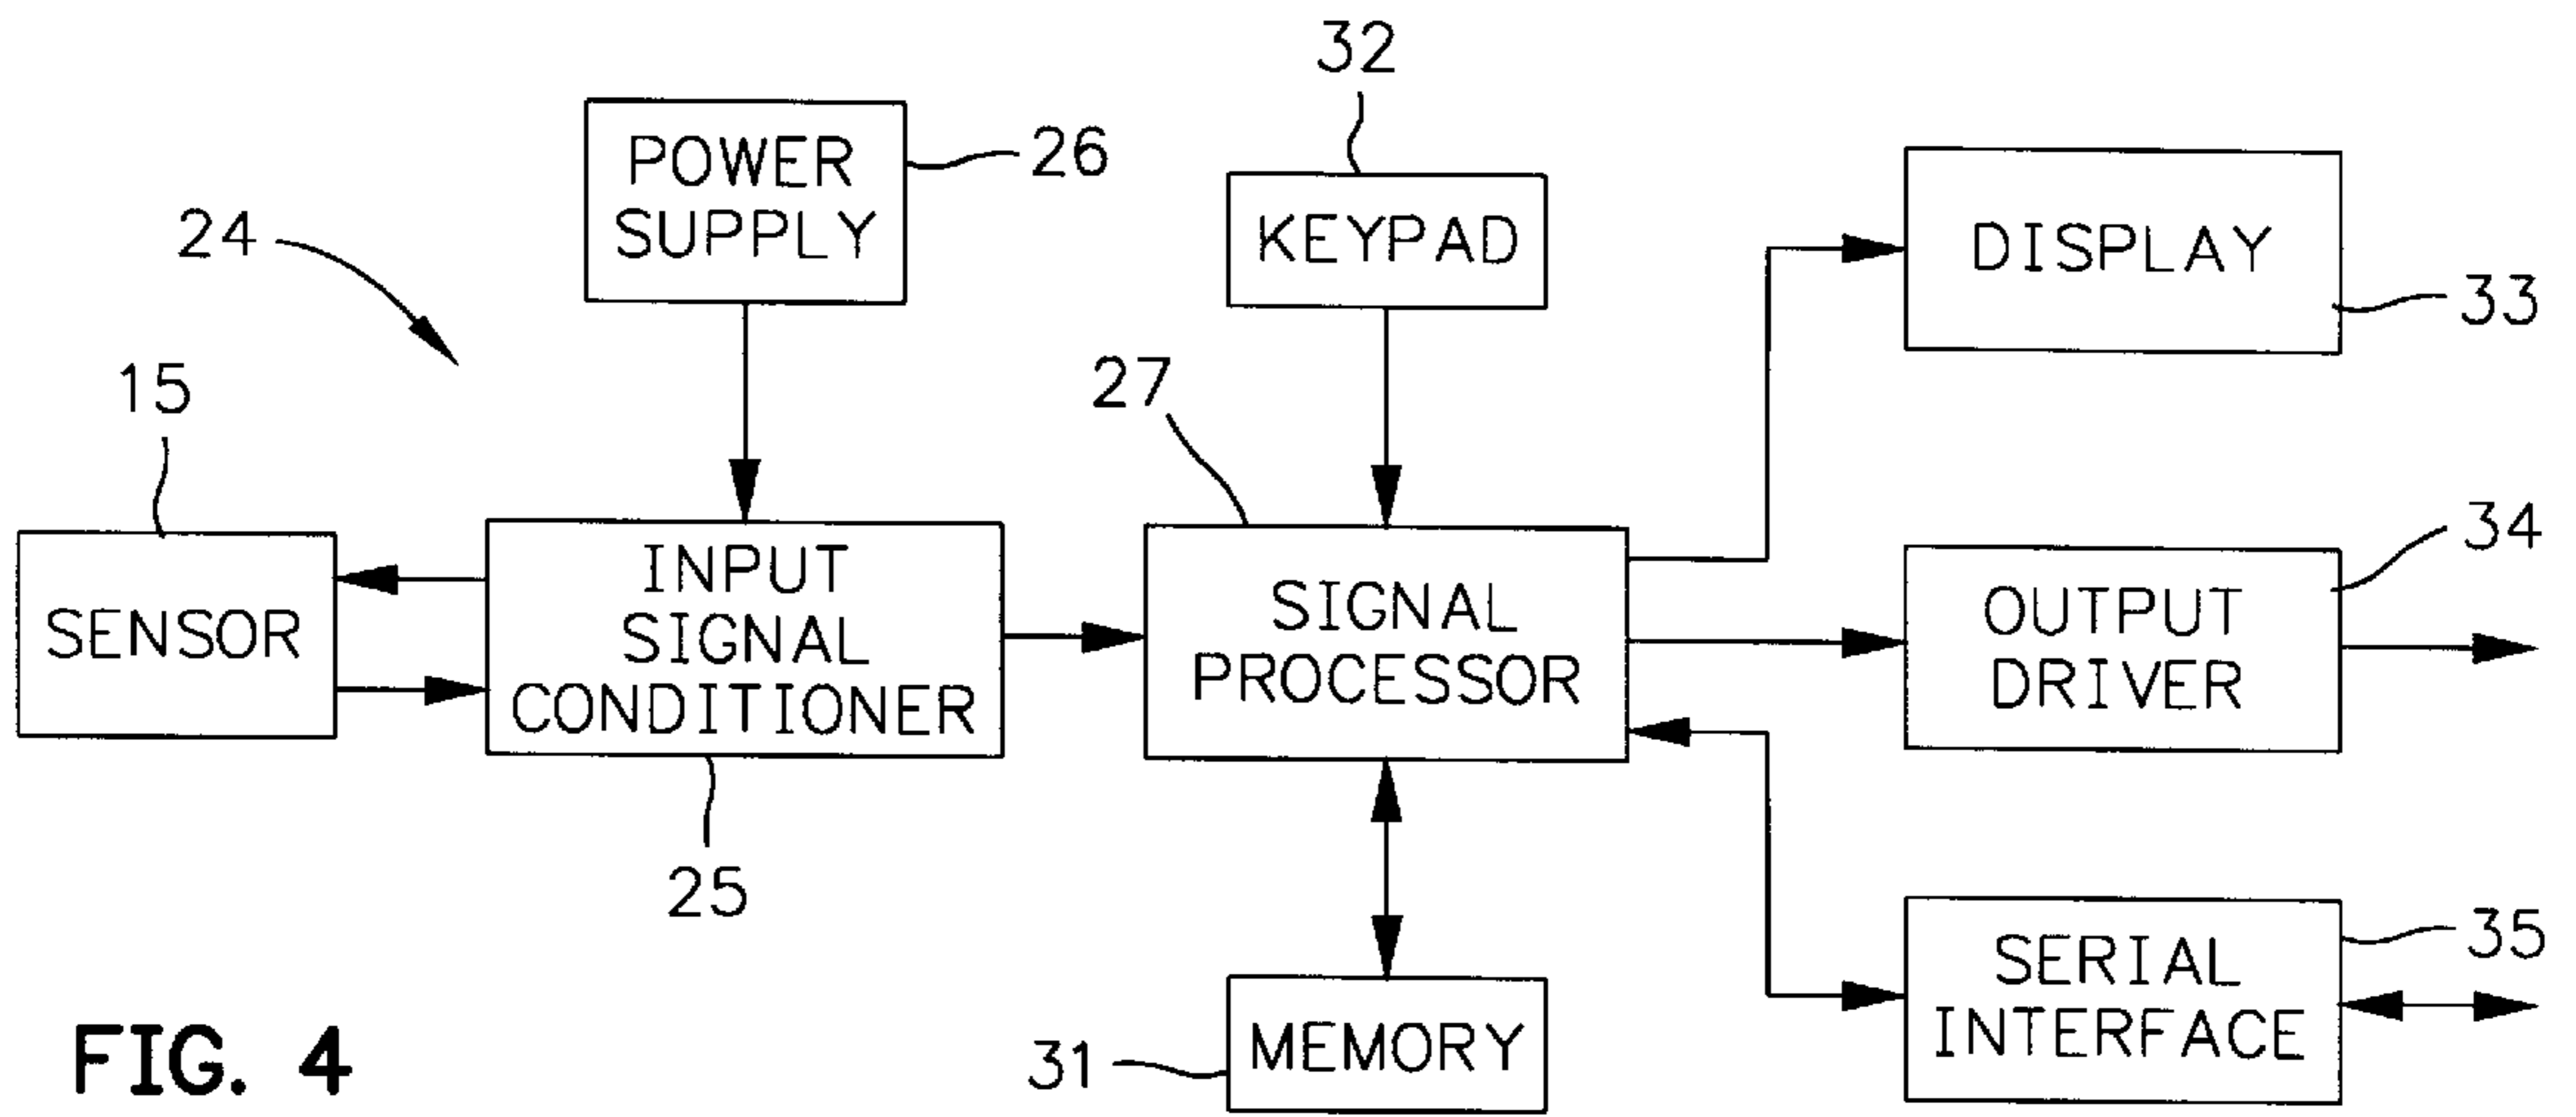 32
POWER
SUPPLY
26
KEYPAD
DISPLAY
33
24
15
27
34
SENSOR
INPUT
SIGNAL
CONDITIONER
SIGNAL
PROCESSOR
OUTPUT
DRIVER
25
35
SERIAL
INTERFACE
31
MEMORY
FIG. 4